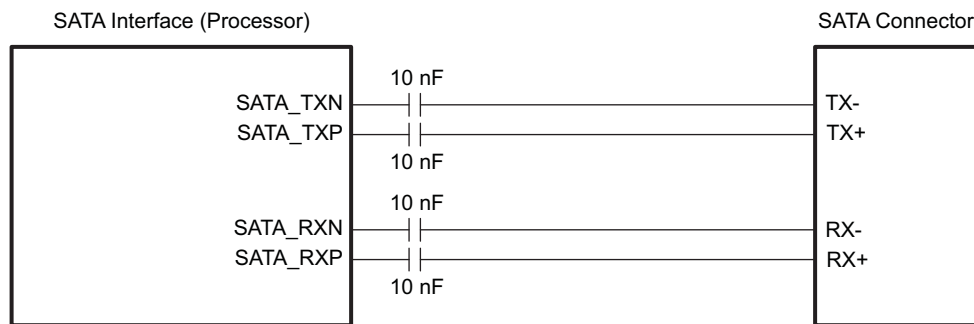 SATA Interface (Processor)
SATA Connector
10 nF
SATA_TXN
TX-
SATA_TXP
TX+
10 nF
10 nF
SATA_RXN
RX-
SATA_RXP
RX+
10 nF